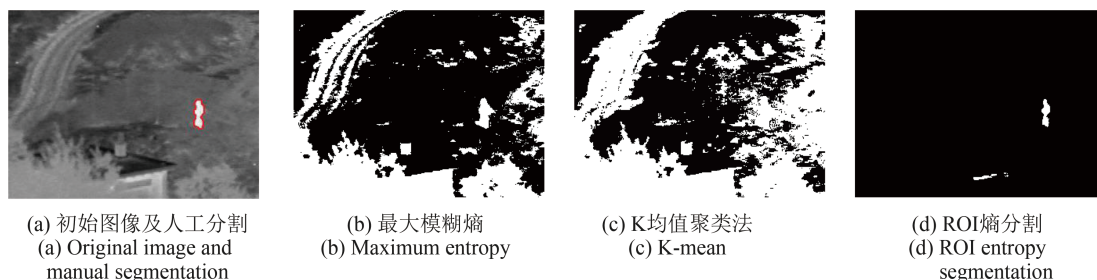 (a) 初始图像及人工分割
(a) Original image and
manual segmentation
(b) 最大模糊熵
(b) Maximum entropy
(c) K均值聚类法
(c) K-mean
(d) ROI熵分割
(d) ROI entropy
segmentation